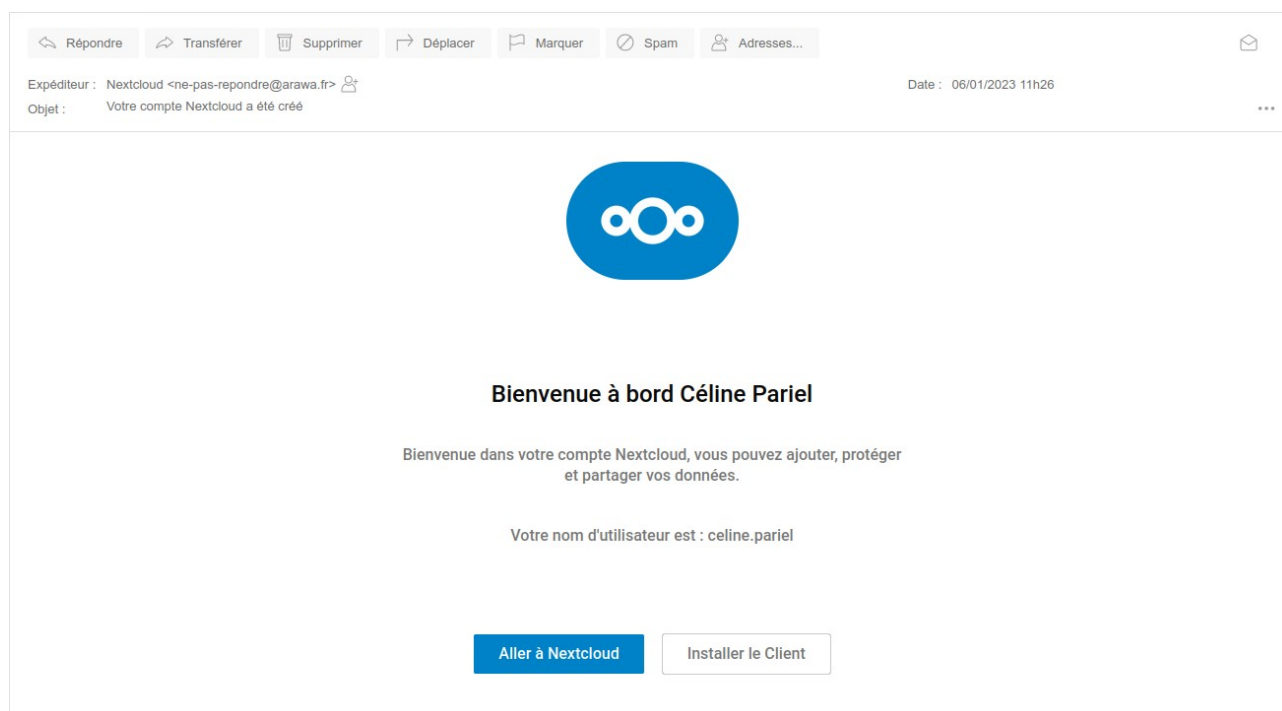 Répondre Transférer Supprimer Déplacer Marquer Spam Adresses...
Expéditeur : Nextcloud <ne-pas-repondre@arawa.fr> Date : 06/01/2023 11h26
Objet : Votre compte Nextcloud a été créé
Bienvenue à bord Céline Pariel
Bienvenue dans votre compte Nextcloud, vous pouvez ajouter, protéger
et partager vos données.
Votre nom d'utilisateur est : celine.pariel
Aller à Nextcloud Installer le Client